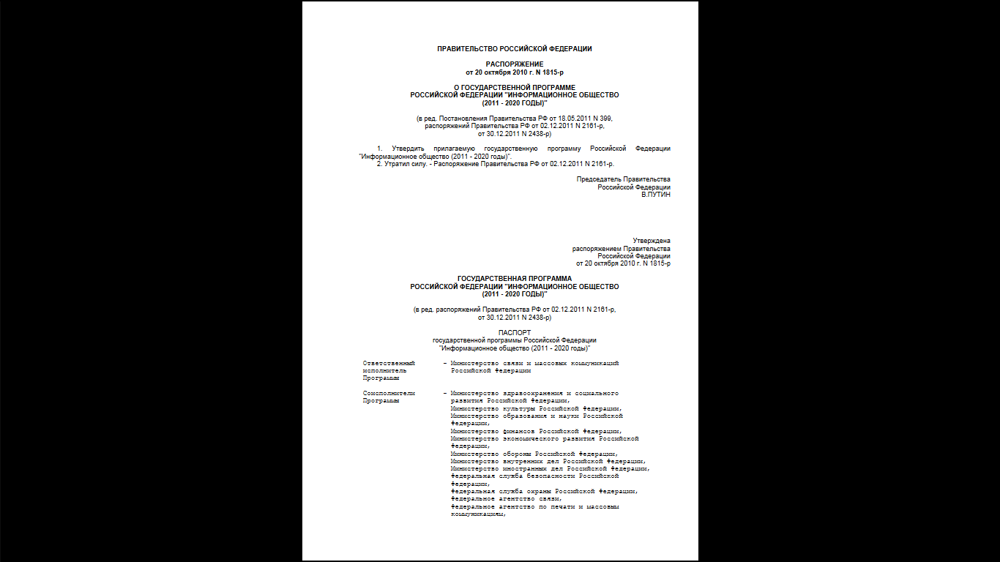 ПРАВИТЕЛЬСТВО РОССИЙСКОЙ ФЕДЕРАЦИИ
РАСПОРЯЖЕНИЕ
от 20 октября 2010 г. N 1815-р
О ГОСУДАРСТВЕННОЙ ПРОГРАММЕ
РОССИЙСКОЙ ФЕДЕРАЦИИ "ИНФОРМАЦИОННОЕ ОБЩЕСТВО
(2011 - 2020 ГОДЫ)"
(в ред. Постановления Правительства РФ от 18.05.2011 N 399,
распоряжений Правительства РФ от 02.12.2011 N 2161-р,
от 30.12.2011 N 2438-р)
1. Утвердить прилагаемую государственную программу Российской Федерации
"Информационное общество (2011 - 2020 годы)".
2. Утратил силу. - Распоряжение Правительства РФ от 02.12.2011 N 2161-р.
Председатель Правительства
Российской Федерации
В.ПУТИН
Утверждена
распоряжением Правительства
Российской Федерации
от 20 октября 2010 г. N 1815-р
ГОСУДАРСТВЕННАЯ ПРОГРАММА
РОССИЙСКОЙ ФЕДЕРАЦИИ "ИНФОРМАЦИОННОЕ ОБЩЕСТВО
(2011 - 2020 ГОДЫ)"
(в ред. распоряжений Правительства РФ от 02.12.2011 N 2161-р,
от 30.12.2011 N 2438-р)
ПАСПОРТ
государственной программы Российской Федерации
"Информационное общество (2011 - 2020 годы)"
Ответственный - Министерство связи и массовых коммуникаций
исполнитель Российской Федерации
Программы
Соисполнители - Министерство здравоохранения и социального
Программы развития Российской Федерации,
Министерство культуры Российской Федерации,
Министерство образования и науки Российской
Федерации,
Министерство финансов Российской Федерации,
Министерство экономического развития Российской
Федерации,
Министерство обороны Российской Федерации,
Министерство внутренних дел Российской Федерации,
Министерство иностранных дел Российской Федерации,
Федеральная служба безопасности Российской
Федерации,
Федеральная служба охраны Российской Федерации,
Федеральное агентство связи,
Федеральное агентство по печати и массовым
коммуникациям,